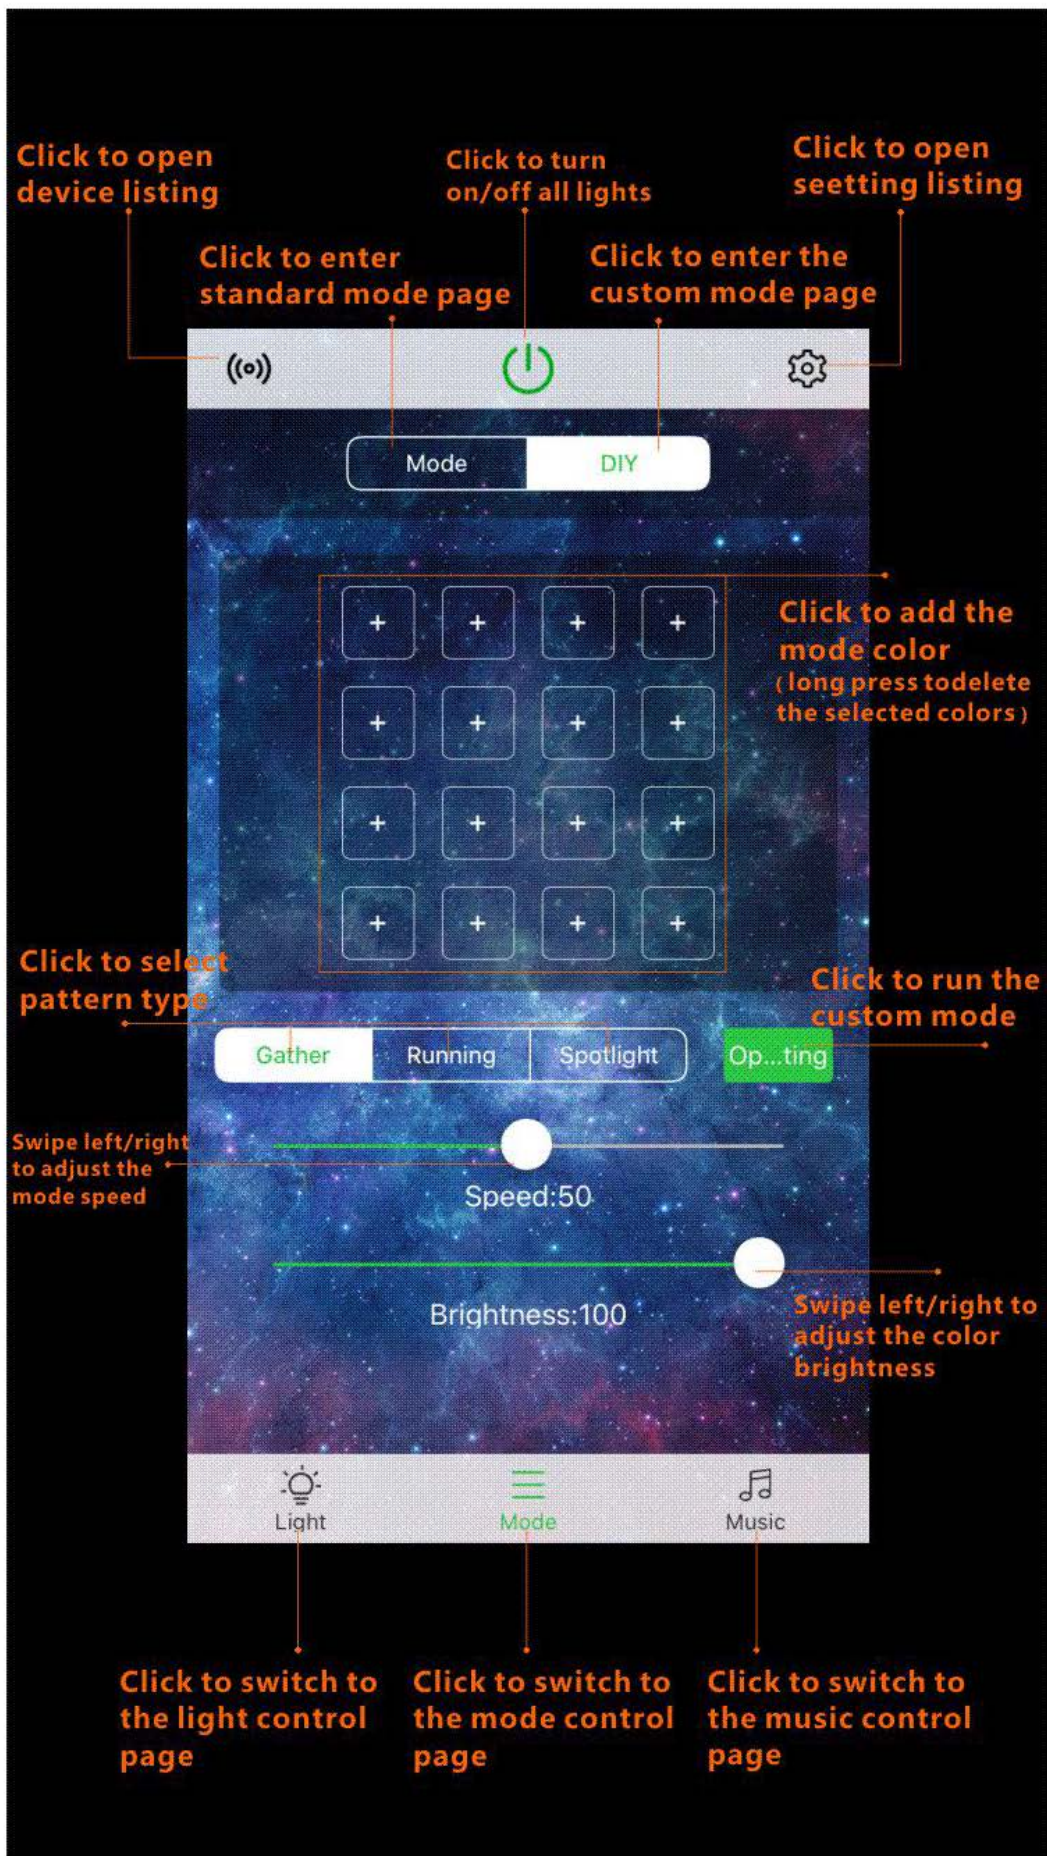 Click to open
device listing
Click to turn
on/off all lights
Click to open
seetting listing
Click to enter
standard mode page
Click to enter the
custom mode page
Mode
DIY
+ + + +
+ + + +
+ + + +
+ + + +
Click to add the
mode color
(long press todelete
the selected colors)
Click to select
pattern type
Click to run the
custom mode
Gather
Running
Spotlight
Op...ting
Swipe left/right
to adjust the
mode speed
Speed:50
Brightness:100
Swipe left/right to
adjust the color
brightness
Light
Mode
Music
Click to switch to
the light control
page
Click to switch to
the mode control
page
Click to switch to
the music control
page